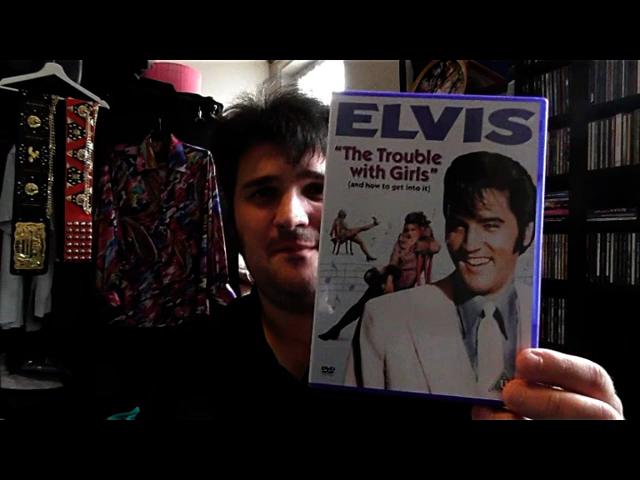 ELVIS
"The Trouble
with Girls"
(and how to get into it)
DVD